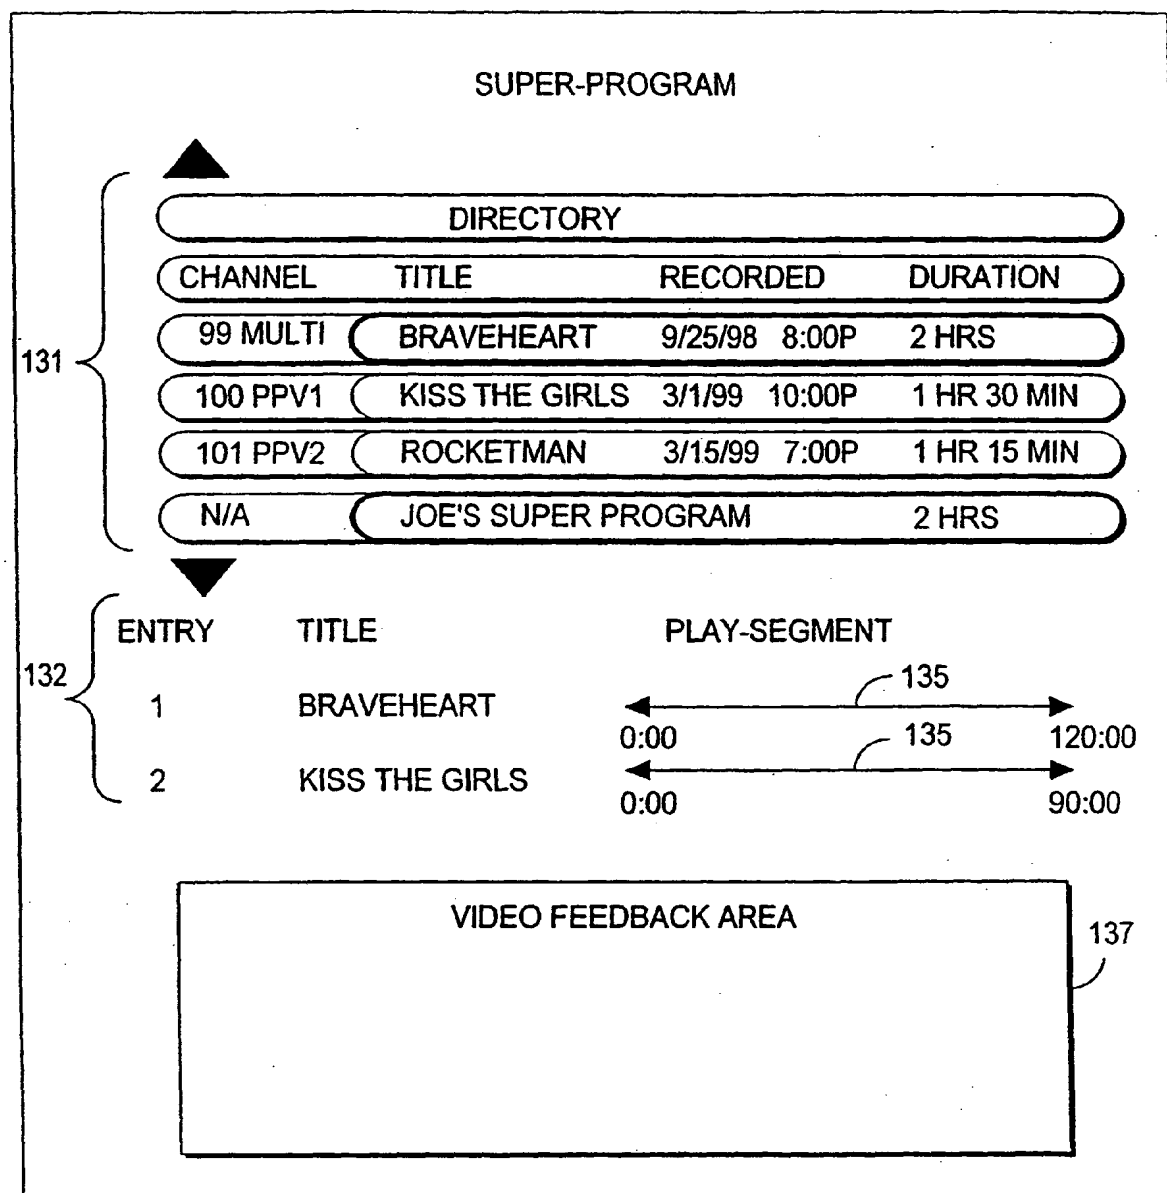 SUPER-PROGRAM
DIRECTORY
CHANNEL TITLE RECORDED DURATION
99 MULTI BRAVEHEART 9/25/98 8:00P 2 HRS
131
100 PPV1 KISS THE GIRLS 3/1/99 10:00P 1 HR 30 MIN
101 PPV2 ROCKETMAN 3/15/99 7:00P 1 HR 15 MIN
N/A JOE'S SUPER PROGRAM 2 HRS
ENTRY TITLE PLAY-SEGMENT
132
135
1 BRAVEHEART
0:00 135 120:00
2 KISS THE GIRLS
0:00 90:00
VIDEO FEEDBACK AREA
137